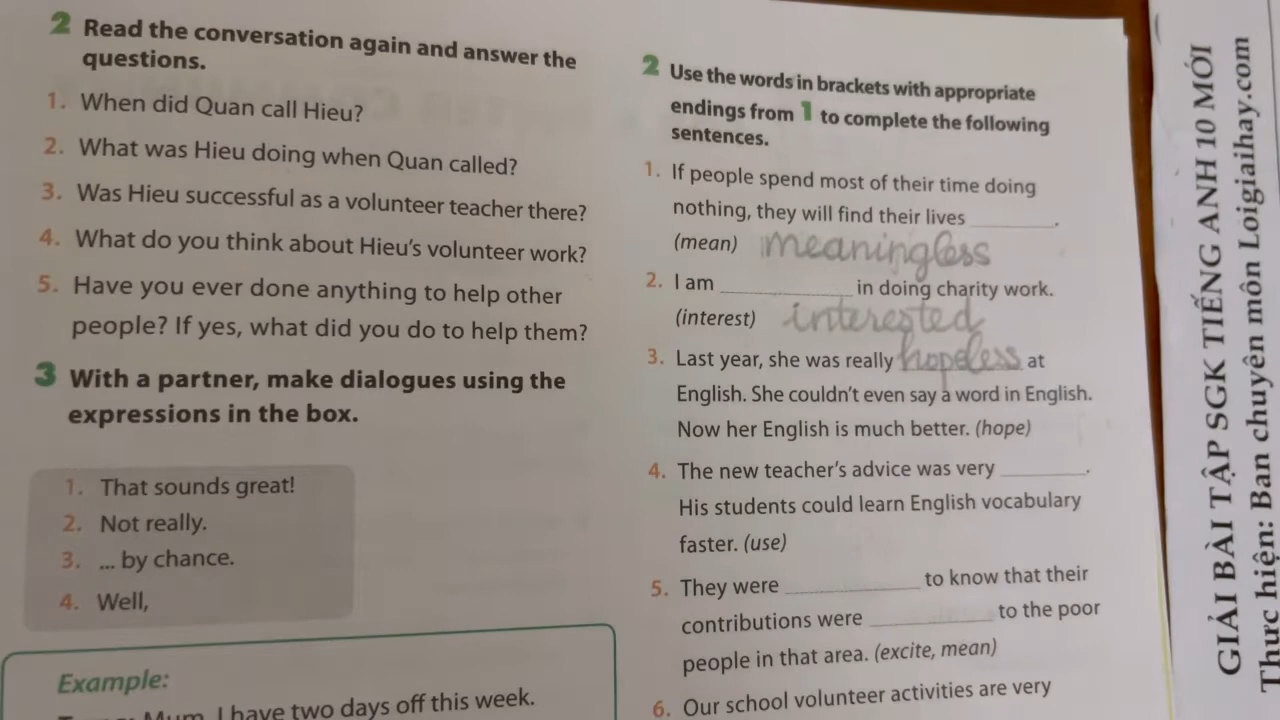 2 Read the conversation again and answer the
questions.
1. When did Quan call Hieu?
2. What was Hieu doing when Quan called?
3. Was Hieu successful as a volunteer teacher there?
4. What do you think about Hieu's volunteer work?
5. Have you ever done anything to help other
people? If yes, what did you do to help them?
3 With a partner, make dialogues using the
expressions in the box.
1. That sounds great!
2. Not really.
3. ... by chance.
4. Well,
Example:
Mum, I have two days off this week.
2 Use the words in brackets with appropriate
endings from 1 to complete the following
sentences.
1. If people spend most of their time doing
nothing, they will find their lives ________.
(mean) meaningless
2. I am ____________ in doing charity work.
(interest) interested
3. Last year, she was really hopeless at
English. She couldn't even say a word in English.
Now her English is much better. (hope)
4. The new teacher's advice was very ________.
His students could learn English vocabulary
faster. (use)
5. They were ____________ to know that their
contributions were ____________ to the poor
people in that area. (excite, mean)
6. Our school volunteer activities are very
GIẢI BÀI TẬP SGK TIẾNG ANH 10 MỚI
Thực hiện: Ban chuyên môn Loigiaihay.com